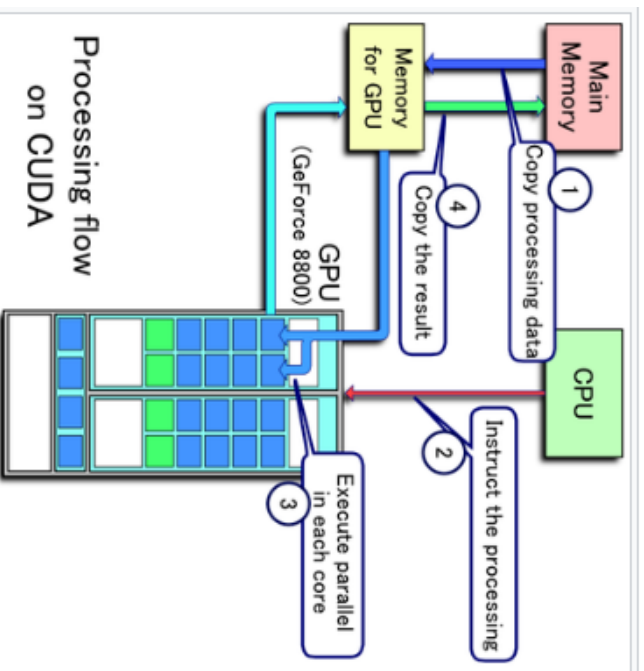 Main
Memory
CPU
1
Copy processing data
Memory
for GPU
4
Copy the result
2
Instruct the processing
GPU
(GeForce 8800)
3
Execute parallel
in each core
Processing flow
on CUDA